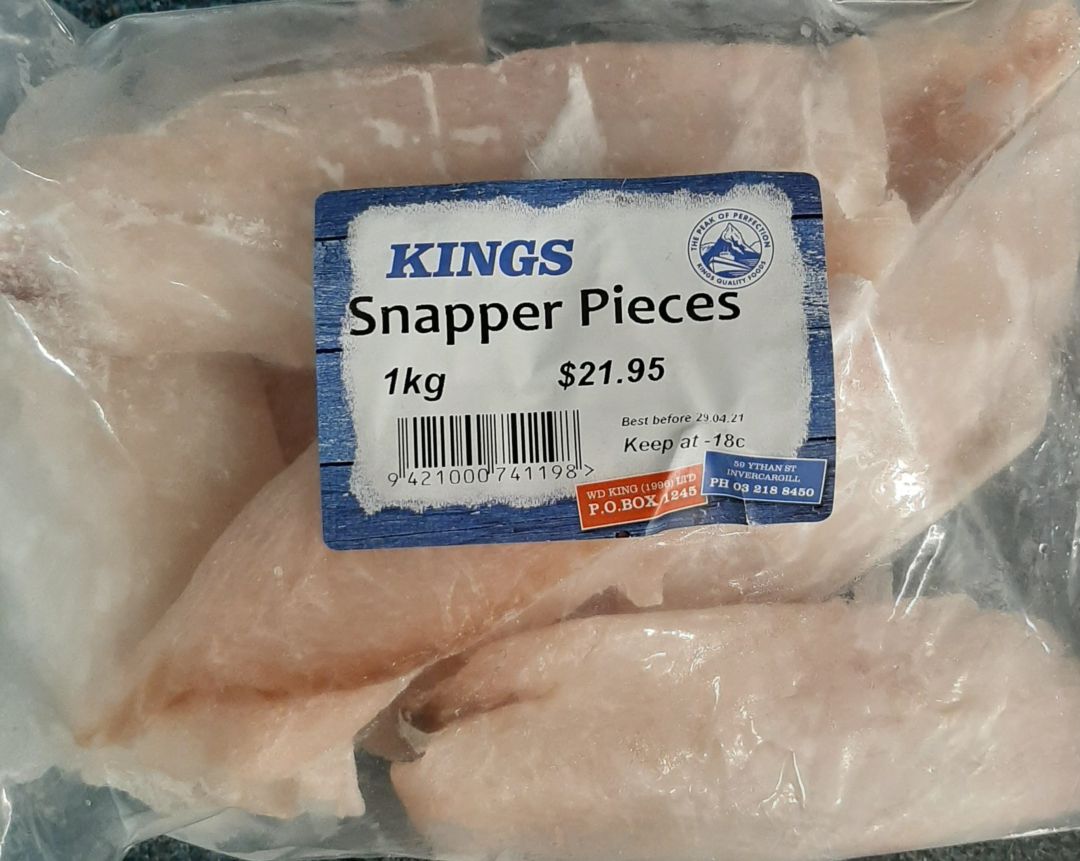 KINGS
THE PEAK OF PERFECTION
KINGS QUALITY FOODS
Snapper Pieces
1kg $21.95
Best before 29.04.21
Keep at -18c
9 421000 741198 >
WD KING (1990) LTD
P.O.BOX 1245
59 YTHAN ST
INVERCARGILL
PH 03 218 8450